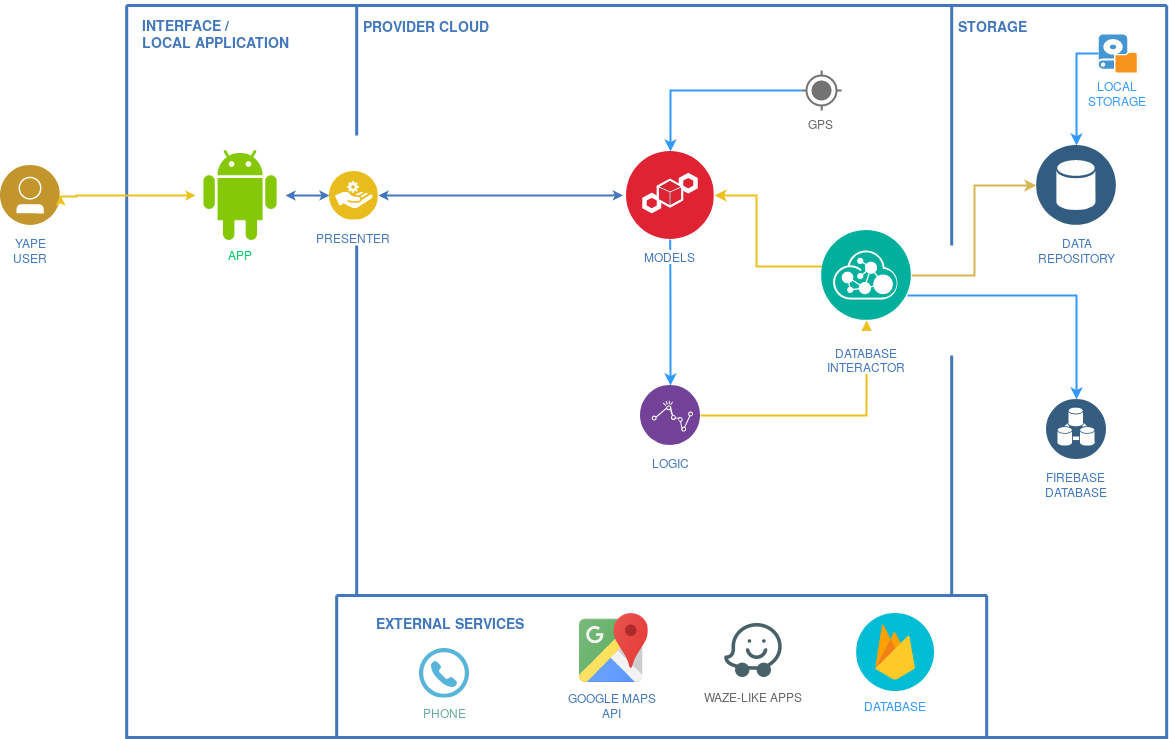 INTERFACE /
LOCAL APPLICATION
PROVIDER CLOUD
STORAGE
LOCAL
STORAGE
GPS
YAPE
USER
APP
PRESENTER
MODELS
DATA
REPOSITORY
DATABASE
INTERACTOR
LOGIC
FIREBASE
DATABASE
EXTERNAL SERVICES
PHONE
G
GOOGLE MAPS
API
WAZE-LIKE APPS
DATABASE